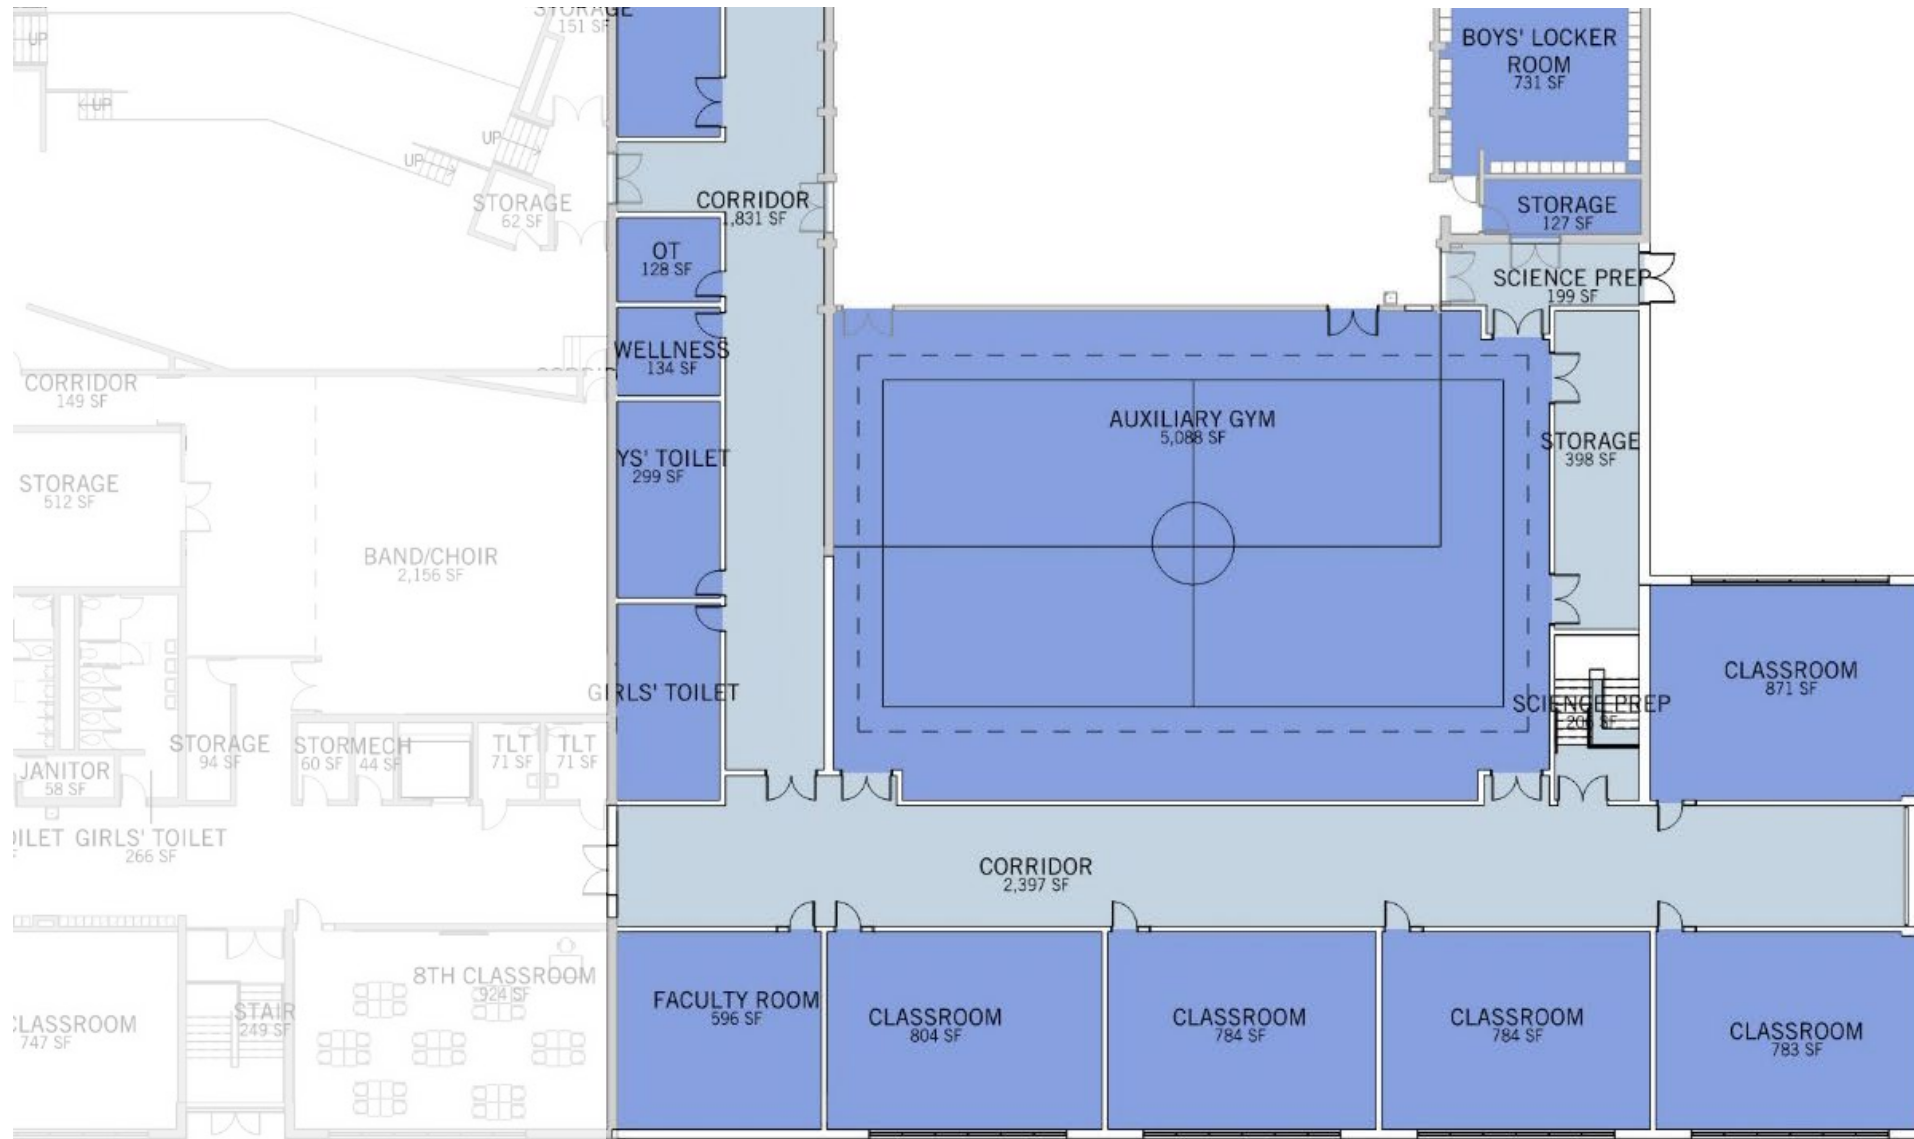 STORAGE
151 SF
UP
BOYS' LOCKER
ROOM
731 SF
UP
UP
UP
STORAGE
62 SF
CORRIDOR
1,831 SF
STORAGE
127 SF
OT
128 SF
SCIENCE PREP
199 SF
WELLNESS
134 SF
CORRIDOR
149 SF
AUXILIARY GYM
5,088 SF
STORAGE
398 SF
YS' TOILET
299 SF
STORAGE
512 SF
BAND/CHOIR
2,156 SF
CLASSROOM
871 SF
GIRLS' TOILET
SCIENCE PREP
STORAGE
94 SF
STOR
60 SF
MECH
44 SF
TLT
71 SF
TLT
71 SF
JANITOR
58 SF
OILET
GIRLS' TOILET
266 SF
CORRIDOR
2,397 SF
8TH CLASSROOM
924 SF
FACULTY ROOM
596 SF
STAIR
249 SF
CLASSROOM
747 SF
CLASSROOM
804 SF
CLASSROOM
784 SF
CLASSROOM
784 SF
CLASSROOM
783 SF